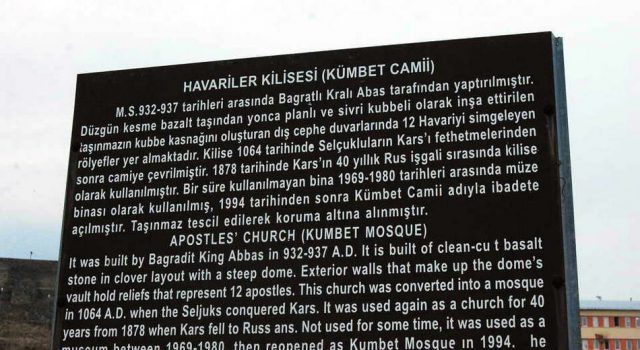 HAVARİLER KİLİSESİ (KÜMBET CAMİİ)
M.S.932-937 tarihleri arasında Bagratlı Kralı Abas tarafından yaptırılmıştır.
Düzgün kesme bazalt taşından yonca planlı ve sivri kubbeli olarak inşa ettirilen
taşınmazın kubbe kasnağını oluşturan dış cephe duvarlarında 12 Havariyi simgeleyen
rölyefler yer almaktadır. Kilise 1064 tarihinde Selçukluların Kars'ı fethetmelerinden
sonra camiye çevrilmiştir. 1878 tarihinde Kars'ın 40 yıllık Rus işgali sırasında kilise
olarak kullanılmıştır. Bir süre kullanılmayan bina 1969-1980 tarihleri arasında müze
binası olarak kullanılmış, 1994 tarihinden sonra Kümbet Camii adıyla ibadete
açılmıştır. Taşınmaz tescil edilerek koruma altına alınmıştır.
APOSTLES' CHURCH (KUMBET MOSQUE)
It was built by Bagradit King Abbas in 932-937 A.D. It is built of clean-cu t basalt
stone in clover layout with a steep dome. Exterior walls that make up the dome's
vault hold reliefs that represent 12 apostles. This church was converted into a mosque
in 1064 A.D. when the Seljuks conquered Kars. It was used again as a church for 40
years from 1878 when Kars fell to Russ ans. Not used for some time, it was used as a
museum between 1969-1980, then reopened as Kumbet Mosque ın 1994. he